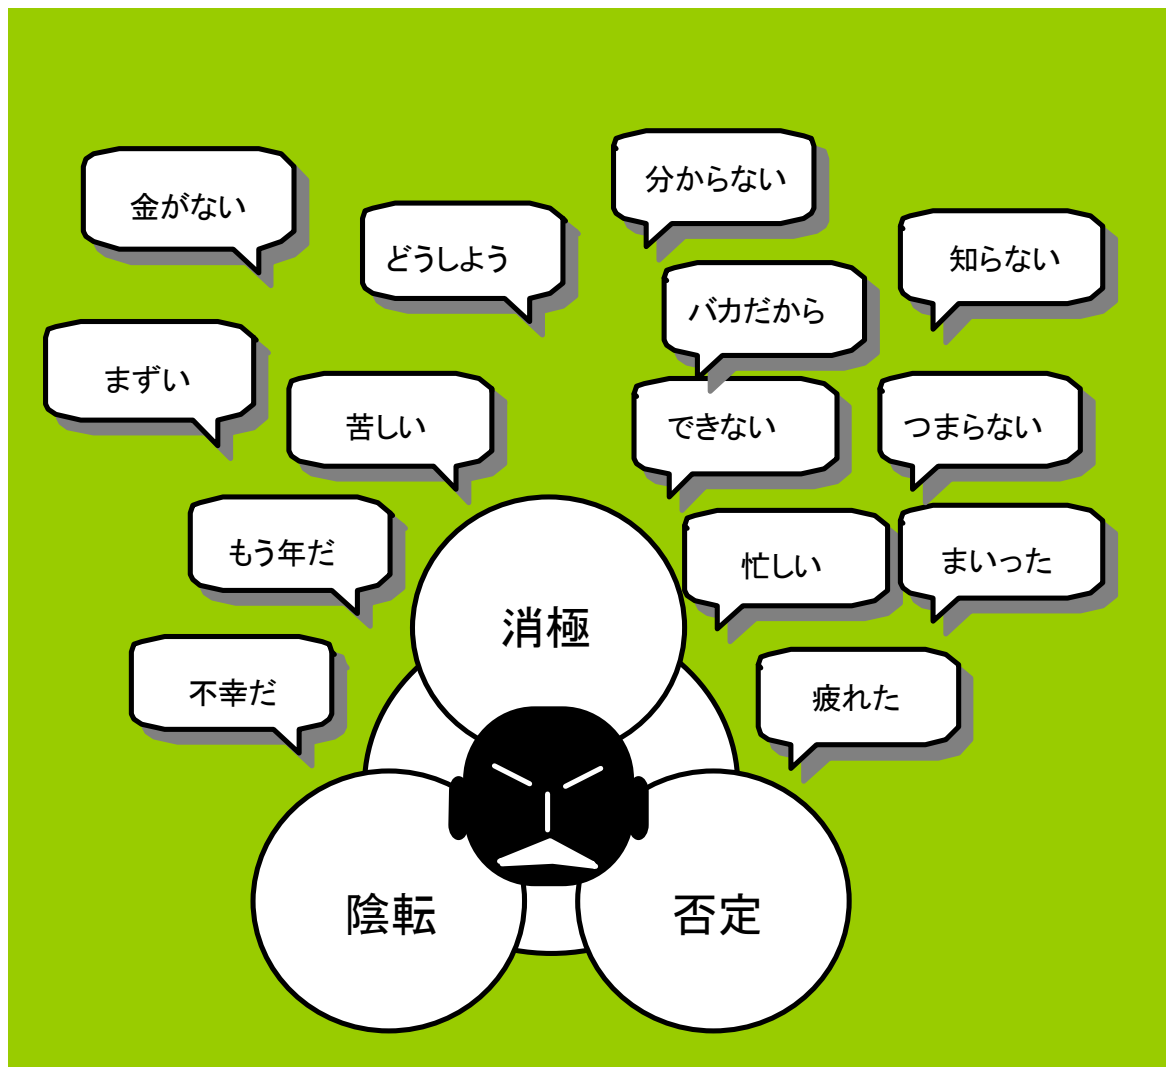 分からない
金がない
どうしよう
知らない
バカだから
まずい
苦しい
できない
つまらない
もう年だ
忙しい
まいった
消極
不幸だ
疲れた
陰転
否定